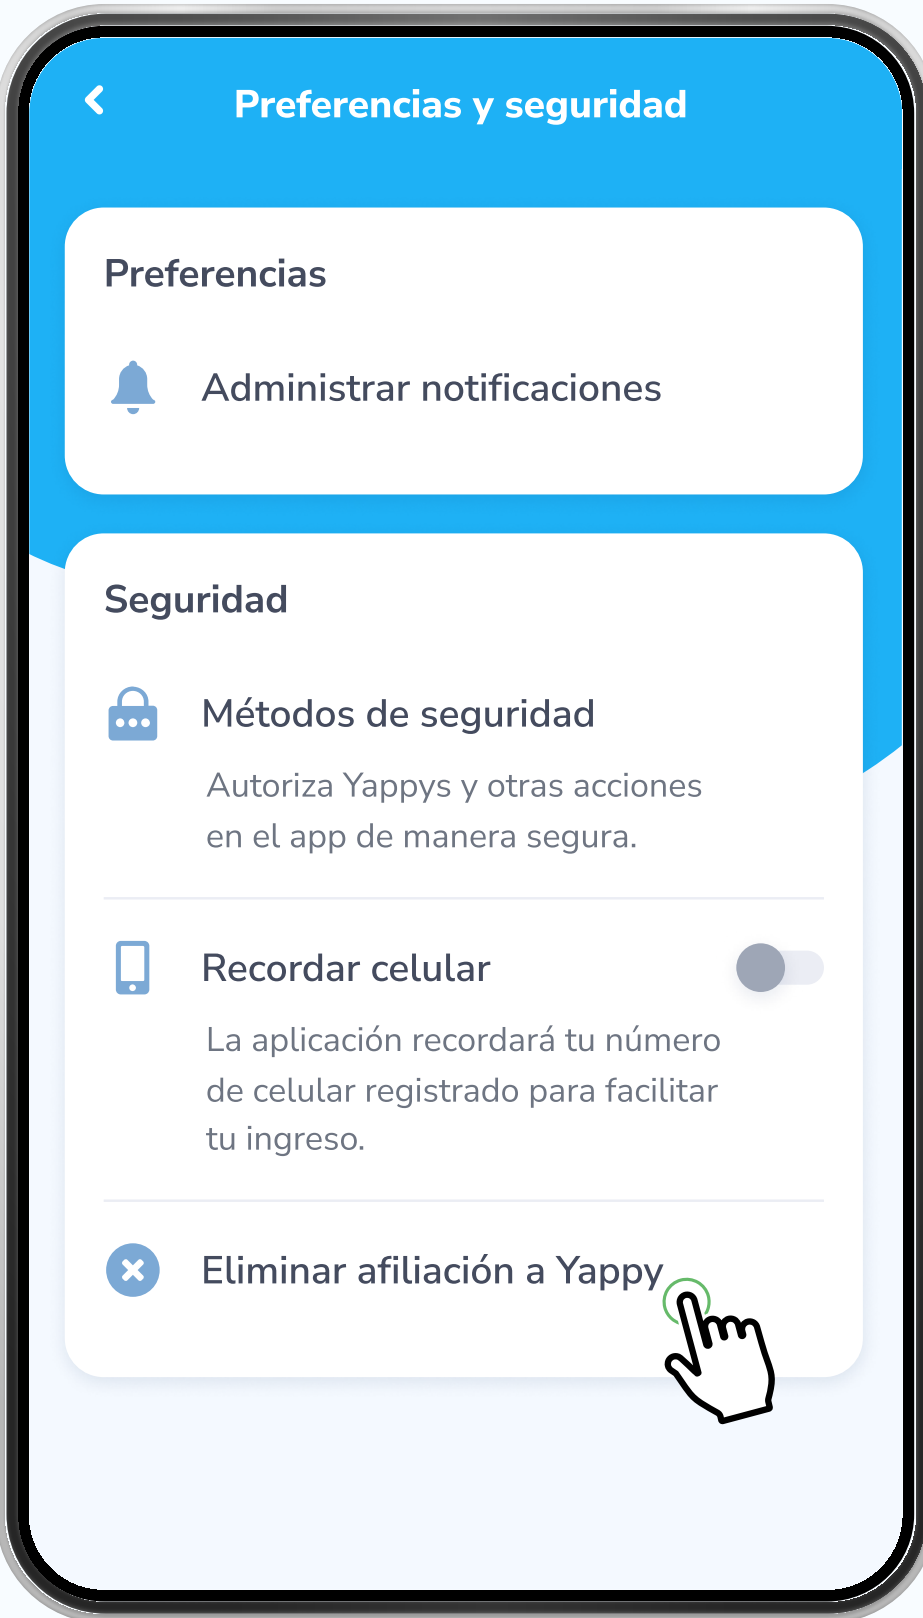 Preferencias y seguridad
Preferencias
Administrar notificaciones
Seguridad
Métodos de seguridad
Autoriza Yappys y otras acciones
en el app de manera segura.
Recordar celular
La aplicación recordará tu número
de celular registrado para facilitar
tu ingreso.
Eliminar afiliación a Yappy